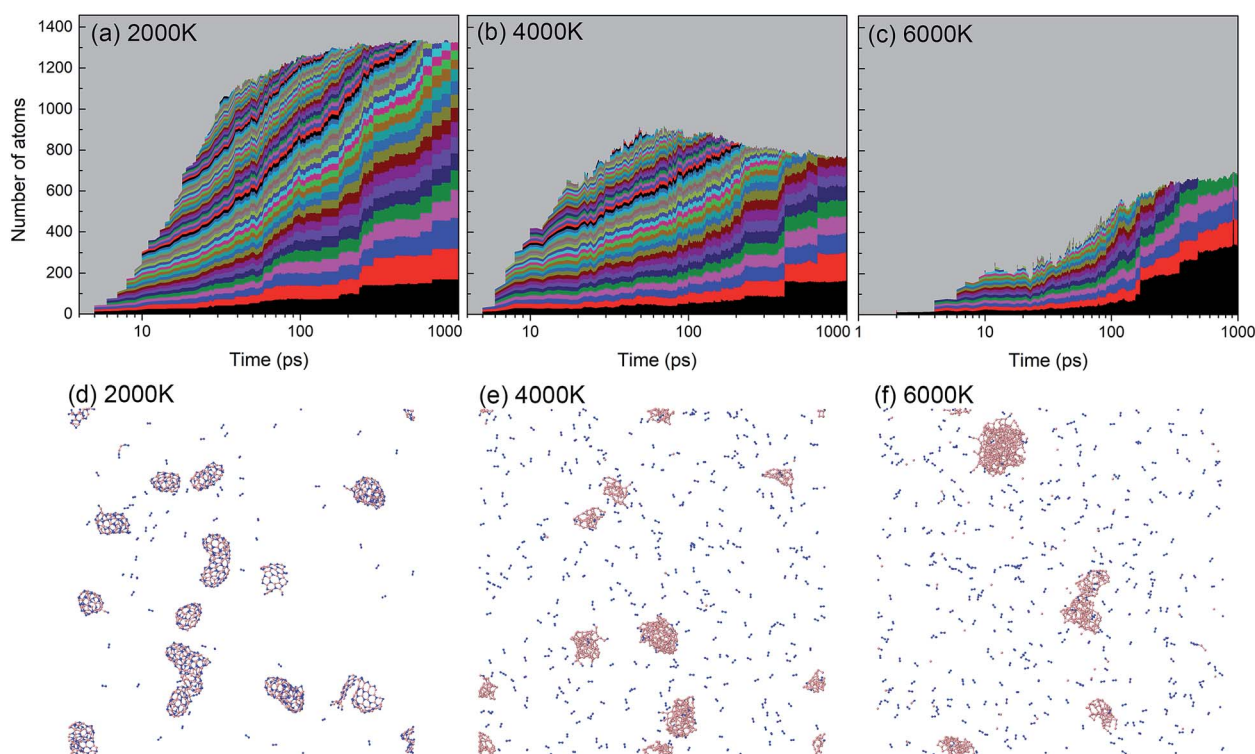 (a) 2000K
(b) 4000K
(c) 6000K
1400
1200
1000
800
600
400
200
0
Number of atoms
10 100 1000
10 100 1000
1 10 100 1000
Time (ps)
Time (ps)
Time (ps)
(d) 2000K
(e) 4000K
(f) 6000K